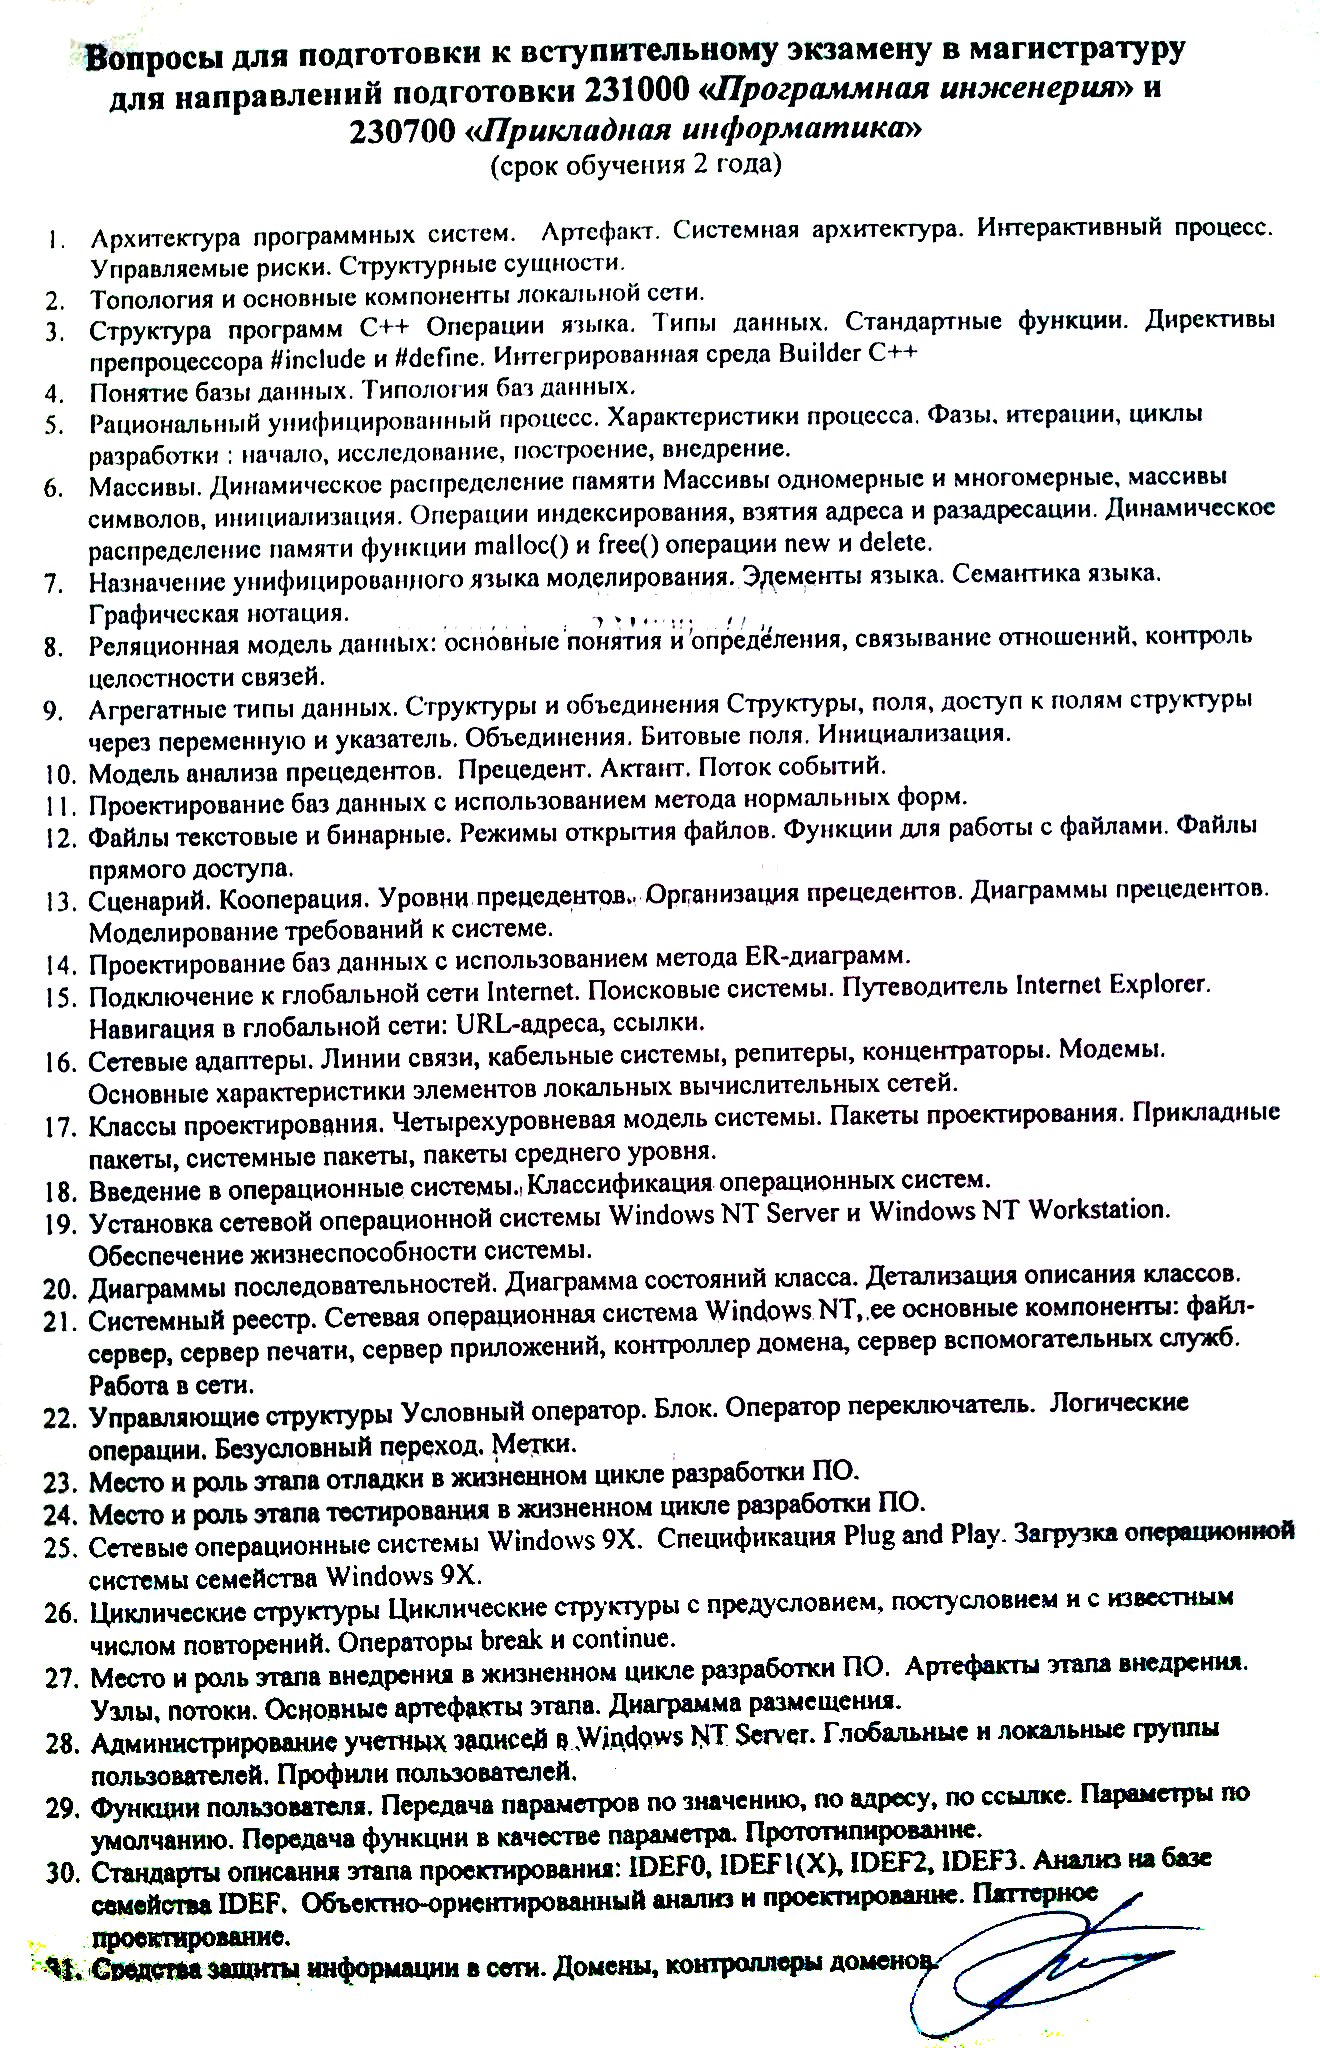 Вопросы для подготовки к вступительному экзамену в магистратуру
для направлений подготовки 231000 «Программная инженерия» и
230700 «Прикладная информатика»
(срок обучения 2 года)
1. Архитектура программных систем. Артефакт. Системная архитектура. Интерактивный процесс.
Управляемые риски. Структурные сущности.
2. Топология и основные компоненты локальной сети.
3. Структура программ С++ Операции языка. Типы данных. Стандартные функции. Директивы
препроцессора #include и #define. Интегрированная среда Builder C++
4. Понятие базы данных. Типология баз данных.
5. Рациональный унифицированный процесс. Характеристики процесса. Фазы, итерации, циклы
разработки : начало, исследование, построение, внедрение.
6. Массивы. Динамическое распределение памяти Массивы одномерные и многомерные, массивы
символов, инициализация. Операции индексирования, взятия адреса и разадресации. Динамическое
распределение памяти функции malloc() и free() операции new и delete.
7. Назначение унифицированного языка моделирования. Эдементы языка. Семантика языка.
Графическая нотация.
8. Реляционная модель данных: основные понятия и определения, связывание отношений, контроль
целостности связей.
9. Агрегатные типы данных. Структуры и объединения Структуры, поля, доступ к полям структуры
через переменную и указатель. Объединения. Битовые поля. Инициализация.
10. Модель анализа прецедентов. Прецедент. Актант. Поток событий.
11. Проектирование баз данных с использованием метода нормальных форм.
12. Файлы текстовые и бинарные. Режимы открытия файлов. Функции для работы с файлами. Файлы
прямого доступа.
13. Сценарий. Кооперация. Уровни прецедентов. Организация прецедентов. Диаграммы прецедентов.
Моделирование требований к системе.
14. Проектирование баз данных с использованием метода ER-диаграмм.
15. Подключение к глобальной сети Internet. Поисковые системы. Путеводитель Internet Explorer.
Навигация в глобальной сети: URL-адреса, ссылки.
16. Сетевые адаптеры. Линии связи, кабельные системы, репитеры, концентраторы. Модемы.
Основные характеристики элементов локальных вычислительных сетей.
17. Классы проектирования. Четырехуровневая модель системы. Пакеты проектирования. Прикладные
пакеты, системные пакеты, пакеты среднего уровня.
18. Введение в операционные системы. Классификация операционных систем.
19. Установка сетевой операционной системы Windows NT Server и Windows NT Workstation.
Обеспечение жизнеспособности системы.
20. Диаграммы последовательностей. Диаграмма состояний класса. Детализация описания классов.
21. Системный реестр. Сетевая операционная система Windows NT, ее основные компоненты: файл-
сервер, сервер печати, сервер приложений, контроллер домена, сервер вспомогательных служб.
Работа в сети.
22. Управляющие структуры Условный оператор. Блок. Оператор переключатель. Логические
операции. Безусловный переход. Метки.
23. Место и роль этапа отладки в жизненном цикле разработки ПО.
24. Место и роль этапа тестирования в жизненном цикле разработки ПО.
25. Сетевые операционные системы Windows 9X. Спецификация Plug and Play. Загрузка операционной
системы семейства Windows 9X.
26. Циклические структуры Циклические структуры с предусловием, постусловием и с известным
числом повторений. Операторы break и continue.
27. Место и роль этапа внедрения в жизненном цикле разработки ПО. Артефакты этапа внедрения.
Узлы, потоки. Основные артефакты этапа. Диаграмма размещения.
28. Администрирование учетных записей в Windows NT Server. Глобальные и локальные группы
пользователей. Профили пользователей.
29. Функции пользователя. Передача параметров по значению, по адресу, по ссылке. Параметры по
умолчанию. Передача функции в качестве параметра. Прототипирование.
30. Стандарты описания этапа проектирования: IDEF0, IDEF1(X), IDEF2, IDEF3. Анализ на базе
семейства IDEF. Объектно-ориентированный анализ и проектирование. Паттерное
проектирование.
31. Средства защиты информации в сети. Домены, контроллеры доменов.